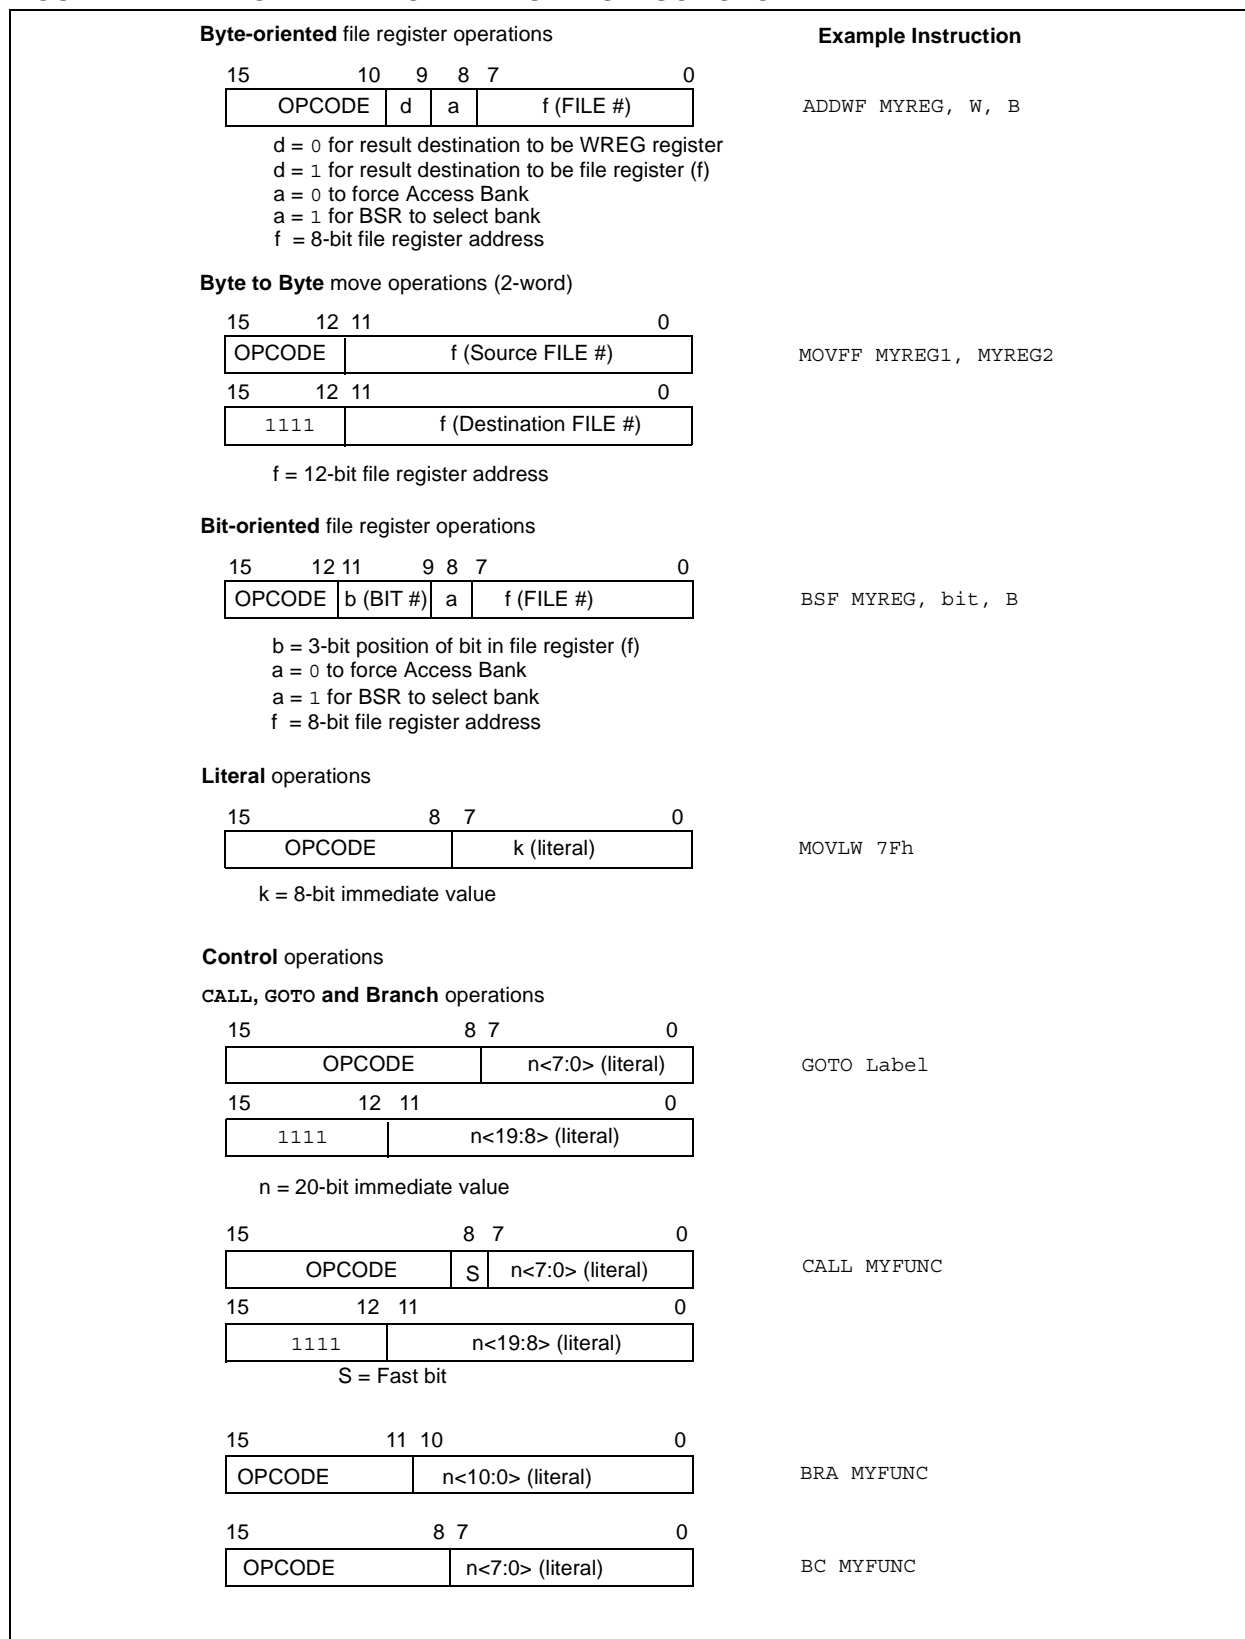 Byte-oriented file register operations Example Instruction
15 10 9 8 7 0
OPCODE d a f (FILE #) ADDWF MYREG, W, B
d = 0 for result destination to be WREG register
d = 1 for result destination to be file register (f)
a = 0 to force Access Bank
a = 1 for BSR to select bank
f = 8-bit file register address
Byte to Byte move operations (2-word)
15 12 11 0
OPCODE f (Source FILE #) MOVFF MYREG1, MYREG2
15 12 11 0
1111 f (Destination FILE #)
f = 12-bit file register address
Bit-oriented file register operations
15 12 11 9 8 7 0
OPCODE b (BIT #) a f (FILE #) BSF MYREG, bit, B
b = 3-bit position of bit in file register (f)
a = 0 to force Access Bank
a = 1 for BSR to select bank
f = 8-bit file register address
Literal operations
15 8 7 0
OPCODE k (literal) MOVLW 7Fh
k = 8-bit immediate value
Control operations
CALL, GOTO and Branch operations
15 8 7 0
OPCODE n<7:0> (literal) GOTO Label
15 12 11 0
1111 n<19:8> (literal)
n = 20-bit immediate value
15 8 7 0
OPCODE S n<7:0> (literal) CALL MYFUNC
15 12 11 0
1111 n<19:8> (literal)
S = Fast bit
15 11 10 0
OPCODE n<10:0> (literal) BRA MYFUNC
15 8 7 0
OPCODE n<7:0> (literal) BC MYFUNC